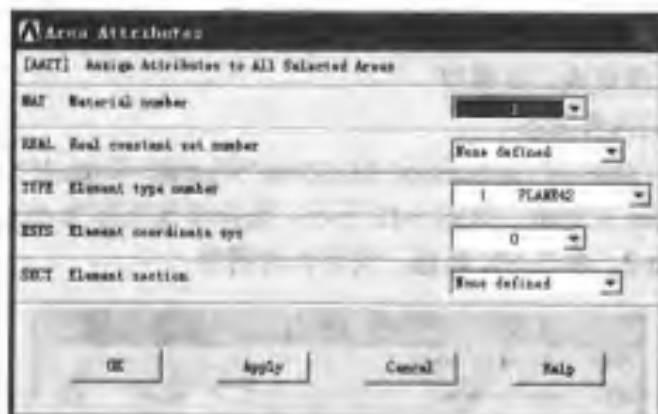 Area Attributes
[AATT] Assign Attributes to All Selected Areas
MAT Material number 1
REAL Real constant set number None defined
TYPE Element type number 1 PLANE42
ESYS Element coordinate sys 0
SECT Element section None defined
OK Apply Cancel Help